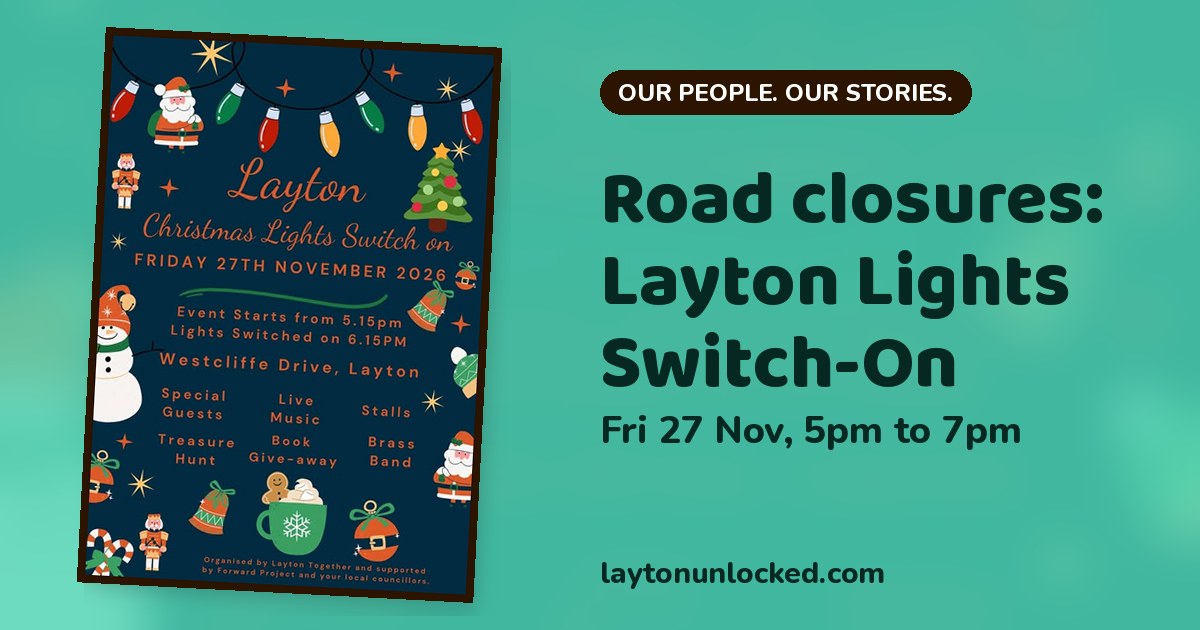 Layton
Christmas Lights Switch on
FRIDAY 27TH NOVEMBER 2026
Event Starts from 5.15pm
Lights Switched on 6.15PM
Westcliffe Drive, Layton
Special Guests
Live Music
Stalls
Treasure Hunt
Book Give-away
Brass Band
Organised by Layton Together and supported
by Forward Project and your local councillors.
OUR PEOPLE. OUR STORIES.
Road closures:
Layton Lights
Switch-On
Fri 27 Nov, 5pm to 7pm
laytonunlocked.com